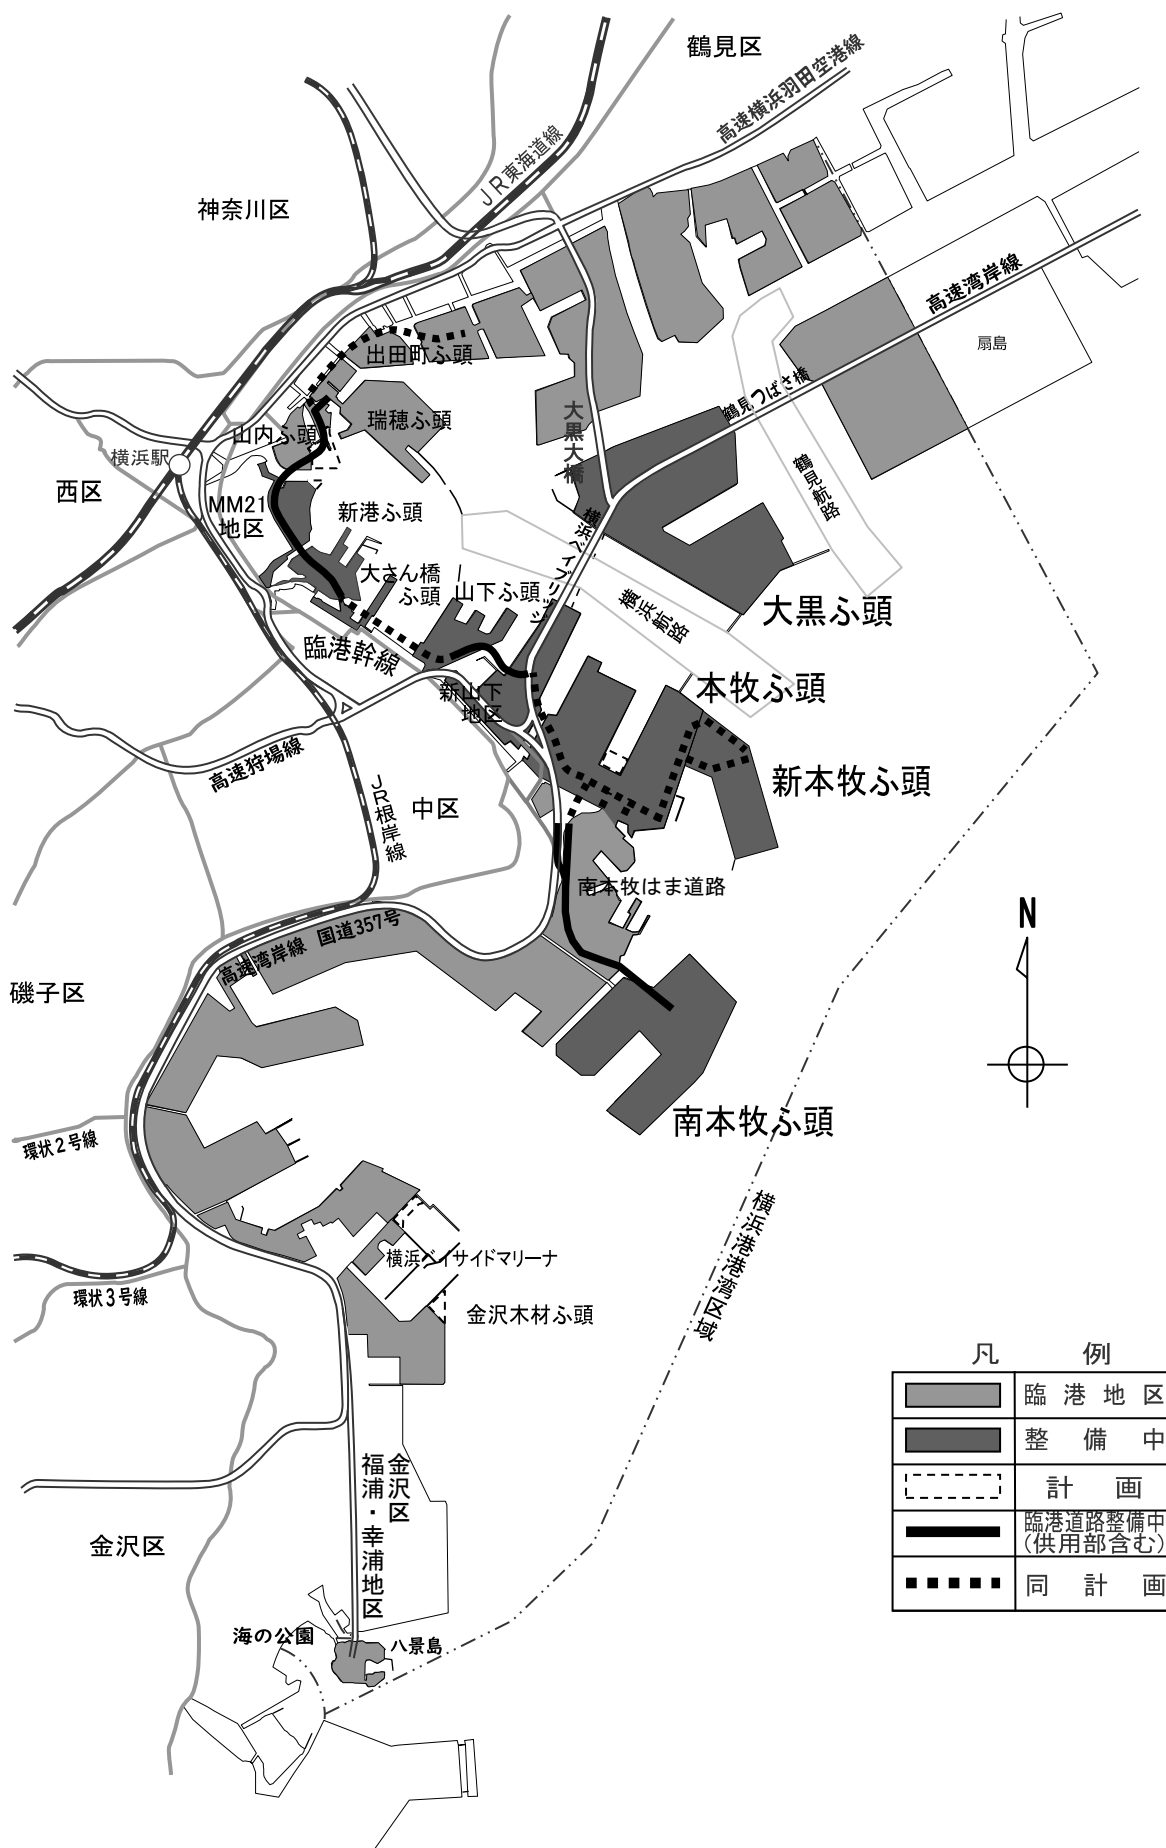 鶴見区
高速横浜羽田空港線
JR東海道線
神奈川区
高速湾岸線
扇島
出田町ふ頭
鶴見つばさ橋
大黒大橋
瑞穂ふ頭
山内ふ頭
横浜駅
鶴見航路
西区
MM21
地区
新港ふ頭
横浜ベイブリッジ
大さん橋
ふ頭
山下ふ頭
横浜航路
大黒ふ頭
臨港幹線
本牧ふ頭
新山下
地区
高速狩場線
新本牧ふ頭
JR根岸線
中区
南本牧はま道路
高速湾岸線 国道357号
N
磯子区
南本牧ふ頭
環状2号線
横浜港港湾区域
横浜ベイサイドマリーナ
環状3号線
金沢木材ふ頭
凡例
臨港地区
整備中
計画
臨港道路整備中
(供用部含む)
同計画
金沢区
福浦・幸浦地区
金沢区
海の公園
八景島